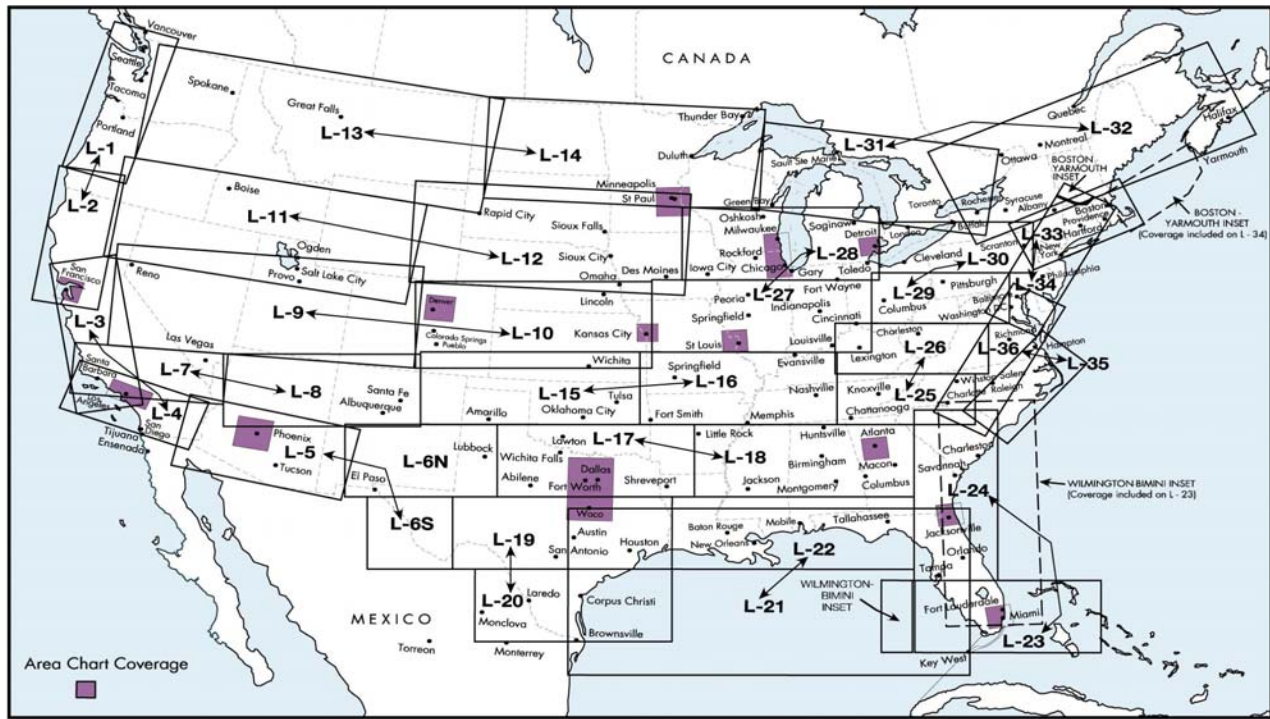 Vancouver
CANADA
Seattle
Tacoma
Spokane
Great Falls
Portland
L-1
L-13
L-14
Thunder Bay
Duluth
Sault Ste Marie
L-31
L-32
Quebec
Montreal
Ottawa
Halifax
Yarmouth
BOSTON
YARMOUTH
INSET
BOSTON -
YARMOUTH INSET
(Coverage included on L - 34)
L-2
Boise
L-11
Rapid City
Minneapolis
St Paul
Green Bay
Oshkosh
Milwaukee
Saginaw
Toronto
Rochester
Syracuse
Albany
Boston
Providence
Hartford
Buffalo
London
Detroit
Sioux Falls
L-12
Sioux City
Omaha
Des Moines
Rockford
Chicago
Iowa City
L-28
Gary
Toledo
Cleveland
L-30
Scranton
L-33
New
York
Ogden
Salt Lake City
Provo
Reno
San
Francisco
L-3
L-9
Denver
Colorado Springs
Pueblo
L-10
Lincoln
Kansas City
Peoria
L-27
Fort Wayne
Indianapolis
Springfield
Cincinnati
St Louis
Louisville
Evansville
L-29
Columbus
Pittsburgh
L-34
Philadelphia
Baltimore
Washington DC
Richmond
Hampton
Charleston
L-26
Lexington
L-36
L-35
Las Vegas
L-7
L-8
Santa
Barbara
Los
Angeles
L-4
San
Diego
Tijuana
Ensenada
Santa Fe
Albuquerque
Wichita
L-15
Tulsa
Oklahoma City
Springfield
L-16
Amarillo
Fort Smith
Memphis
Nashville
Knoxville
L-25
Chattanooga
Winston Salem
Charlotte
Raleigh
Phoenix
L-5
Tucson
El Paso
L-6N
Lubbock
Lawton
Wichita Falls
Abilene
L-17
L-18
Little Rock
Dallas
Fort Worth
Waco
Shreveport
Jackson
Huntsville
Birmingham
Montgomery
Atlanta
Macon
Columbus
Charleston
Savannah
L-24
WILMINGTON BIMINI INSET
(Coverage included on L - 23)
L-6S
L-19
Austin
San Antonio
Houston
Baton Rouge
New Orleans
Mobile
Tallahassee
L-22
Jacksonville
Orlando
Tampa
L-20
Laredo
Monclova
Corpus Christi
Brownsville
Monterrey
Torreon
MEXICO
L-21
WILMINGTON-
BIMINI
INSET
Fort Lauderdale
Miami
Key West
L-23
Area Chart Coverage